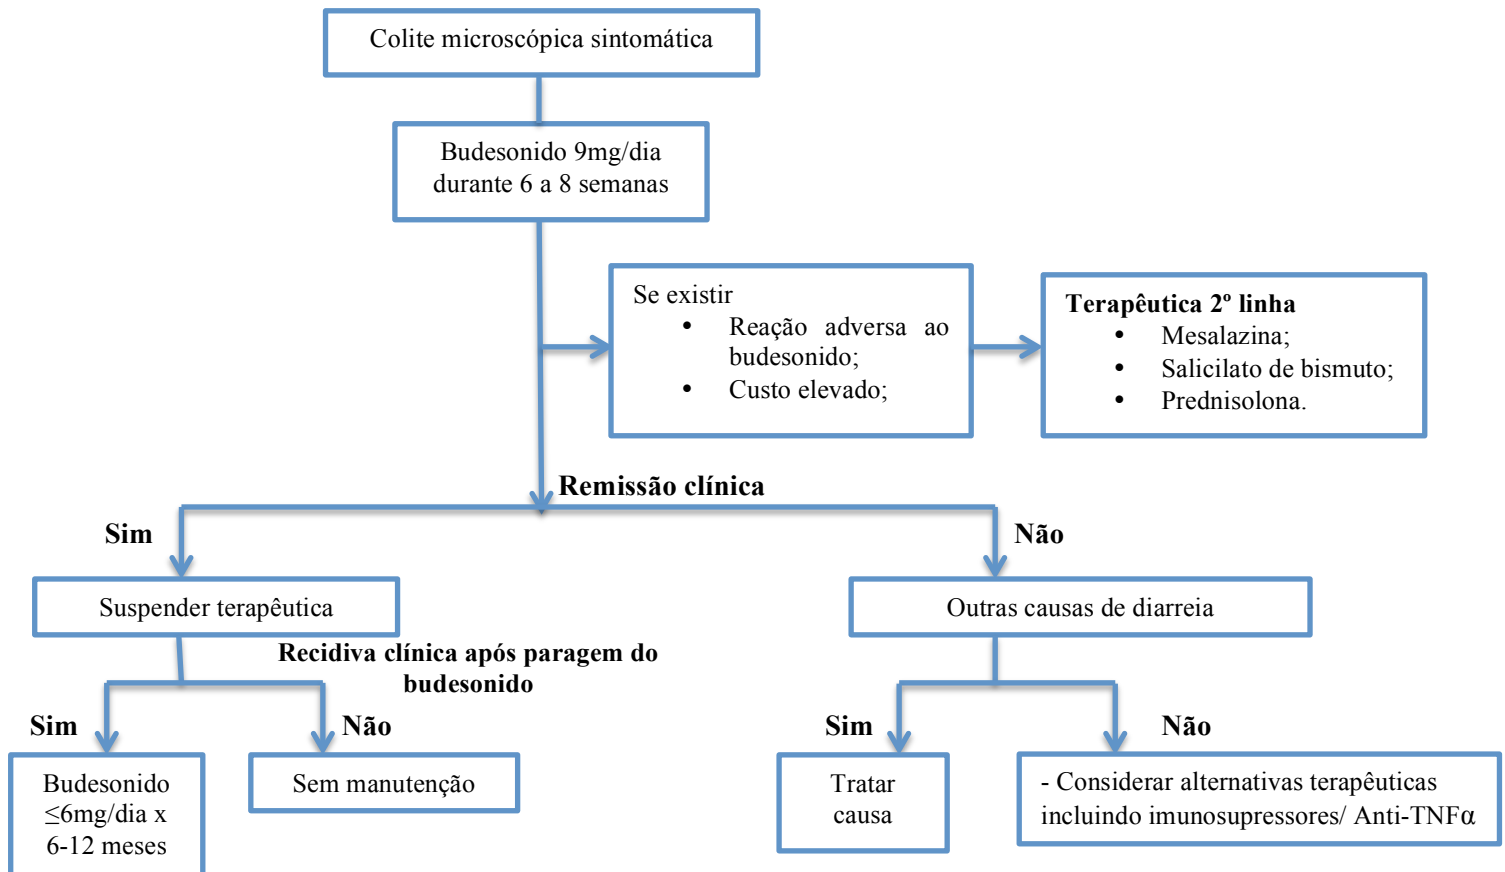 Colite microscópica sintomática
Budesonido 9mg/dia
durante 6 a 8 semanas
Se existir
• Reação adversa ao
budesonido;
• Custo elevado;
Terapêutica 2º linha
• Mesalazina;
• Salicilato de bismuto;
• Prednisolona.
Remissão clínica
Sim
Não
Suspender terapêutica
Outras causas de diarreia
Recidiva clínica após paragem do
budesonido
Sim
Não
Sim
Não
Budesonido
≤6mg/dia x
6-12 meses
Sem manutenção
Tratar
causa
- Considerar alternativas terapêuticas
incluindo imunosupressores/ Anti-TNFα